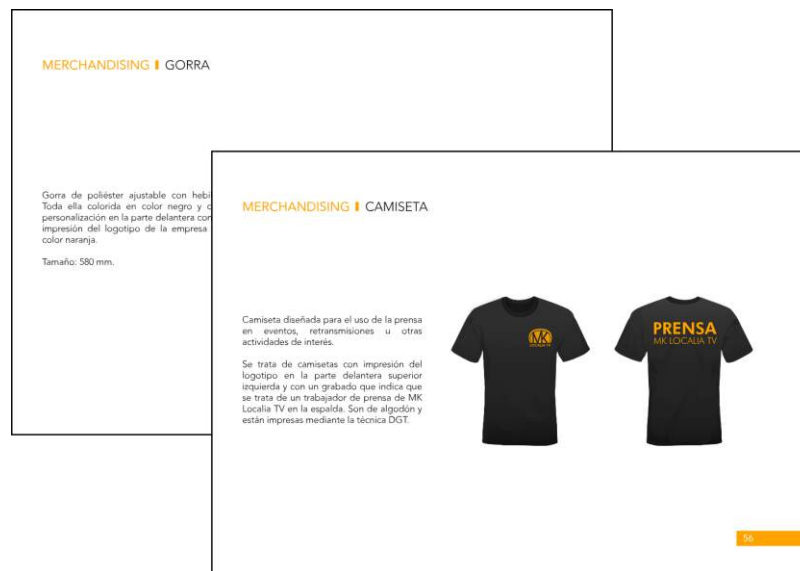 MERCHANDISING GORRA
Gorra de poliéster ajustable con hebi
Toda ella colorida en color negro y c
personalización en la parte delantera con
impresión del logotipo de la empresa
color naranja.
Tamaño: 580 mm.
MERCHANDISING CAMISETA
Camiseta diseñada para el uso de la prensa
en eventos, retransmisiones u otras
actividades de interés.
Se trata de camisetas con impresión del
logotipo en la parte delantera superior
izquierda y con un grabado que indica que
se trata de un trabajador de prensa de MK
Localia TV en la espalda. Son de algodón y
están impresas mediante la técnica DGT.
MK
LOCALIA TV
PRENSA
MK LOCALIA TV
56